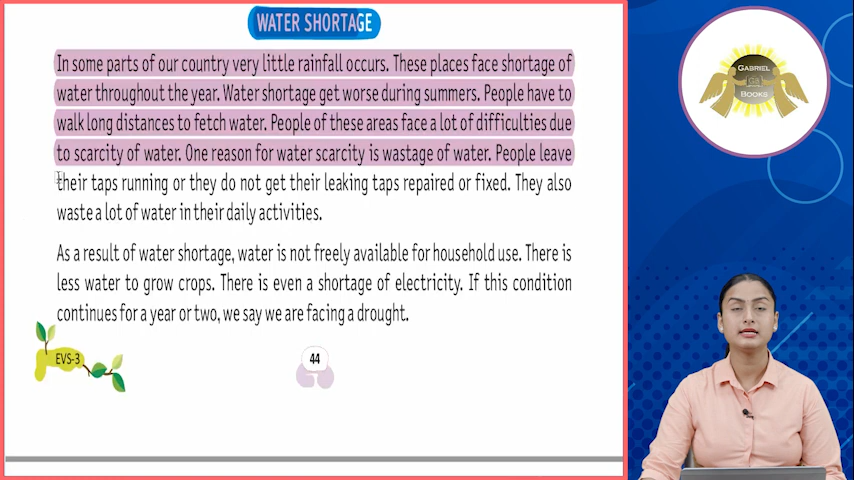 WATER SHORTAGE
In some parts of our country very little rainfall occurs. These places face shortage of
water throughout the year. Water shortage get worse during summers. People have to
walk long distances to fetch water. People of these areas face a lot of difficulties due
to scarcity of water. One reason for water scarcity is wastage of water. People leave
their taps running or they do not get their leaking taps repaired or fixed. They also
waste a lot of water in their daily activities.
As a result of water shortage, water is not freely available for household use. There is
less water to grow crops. There is even a shortage of electricity. If this condition
continues for a year or two, we say we are facing a drought.
EVS-3
44
GABRIEL
BOOKS